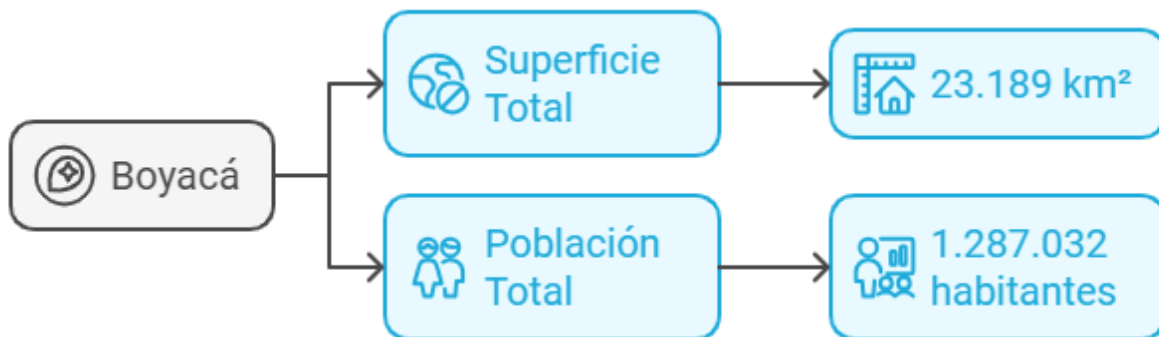 Boyacá
Superficie
Total
23.189 km²
Población
Total
1.287.032
habitantes